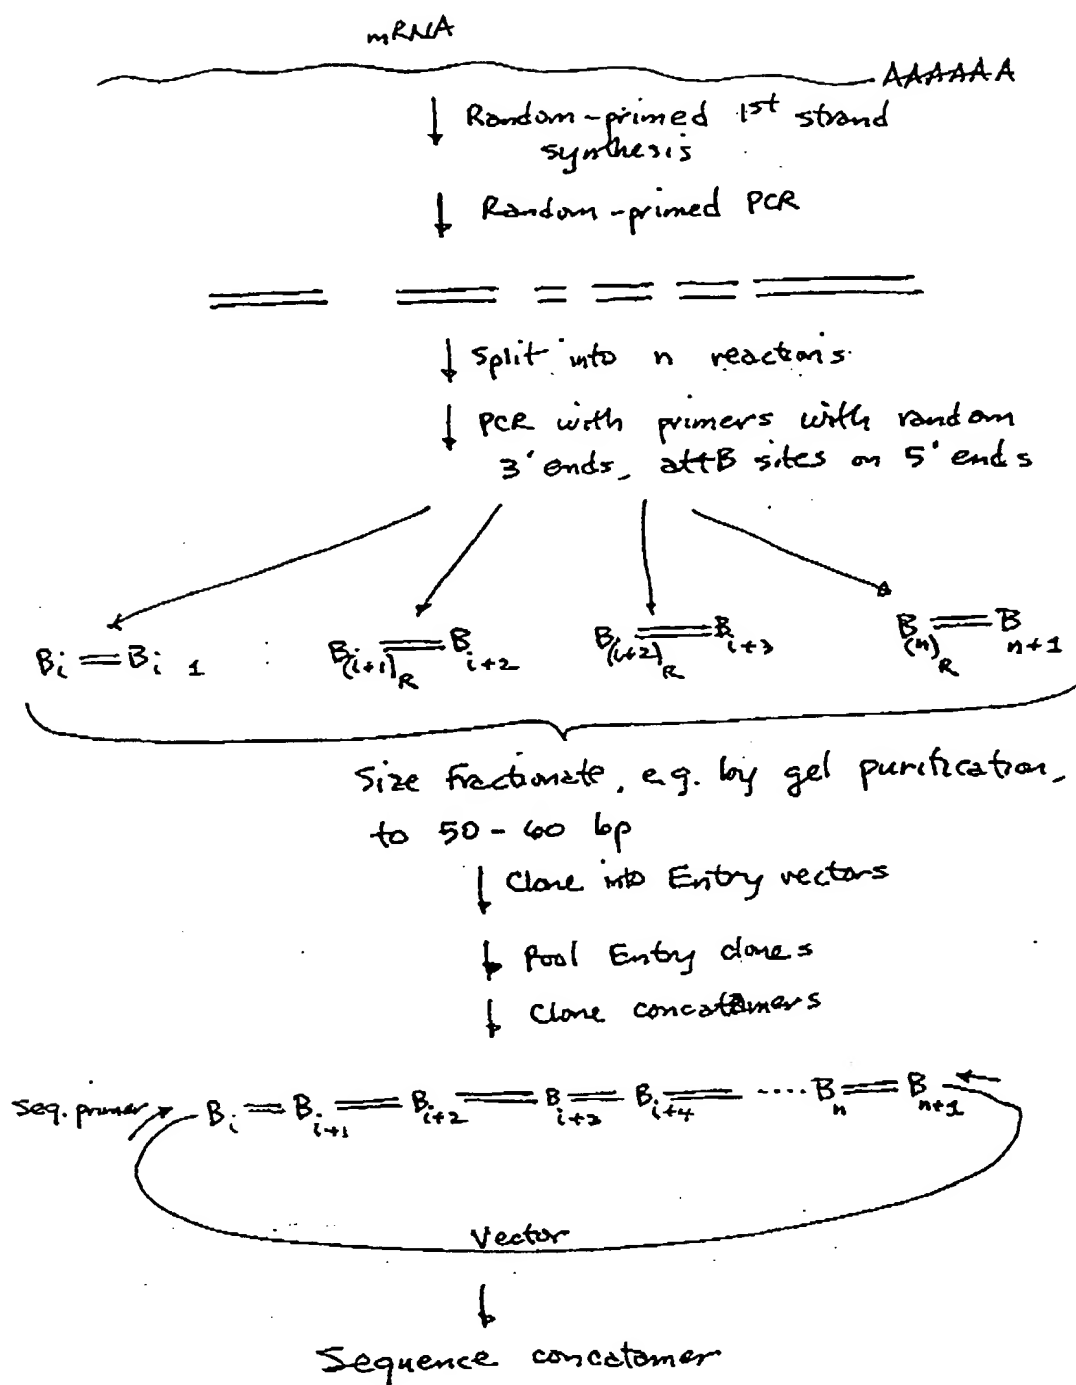 mRNA
AAAAAA
Random-primed 1st strand
synthesis
Random-primed PCR
Split into n reactions
PCR with primers with random
3' ends, attB sites on 5' ends
Bi = Bi 1 B(i+1)R = Bi+2 B(i+2)R = Bi+3 B(n)R = Bn+1
Size fractionate, e.g. by gel purification,
to 50-60 bp
Clone into Entry vectors
Pool Entry clones
Clone concatamers
Seq. primer Bi = Bi+1 = Bi+2 = Bi+3 = Bi+4 = .... Bn = Bn+1
Vector
Sequence concatomer